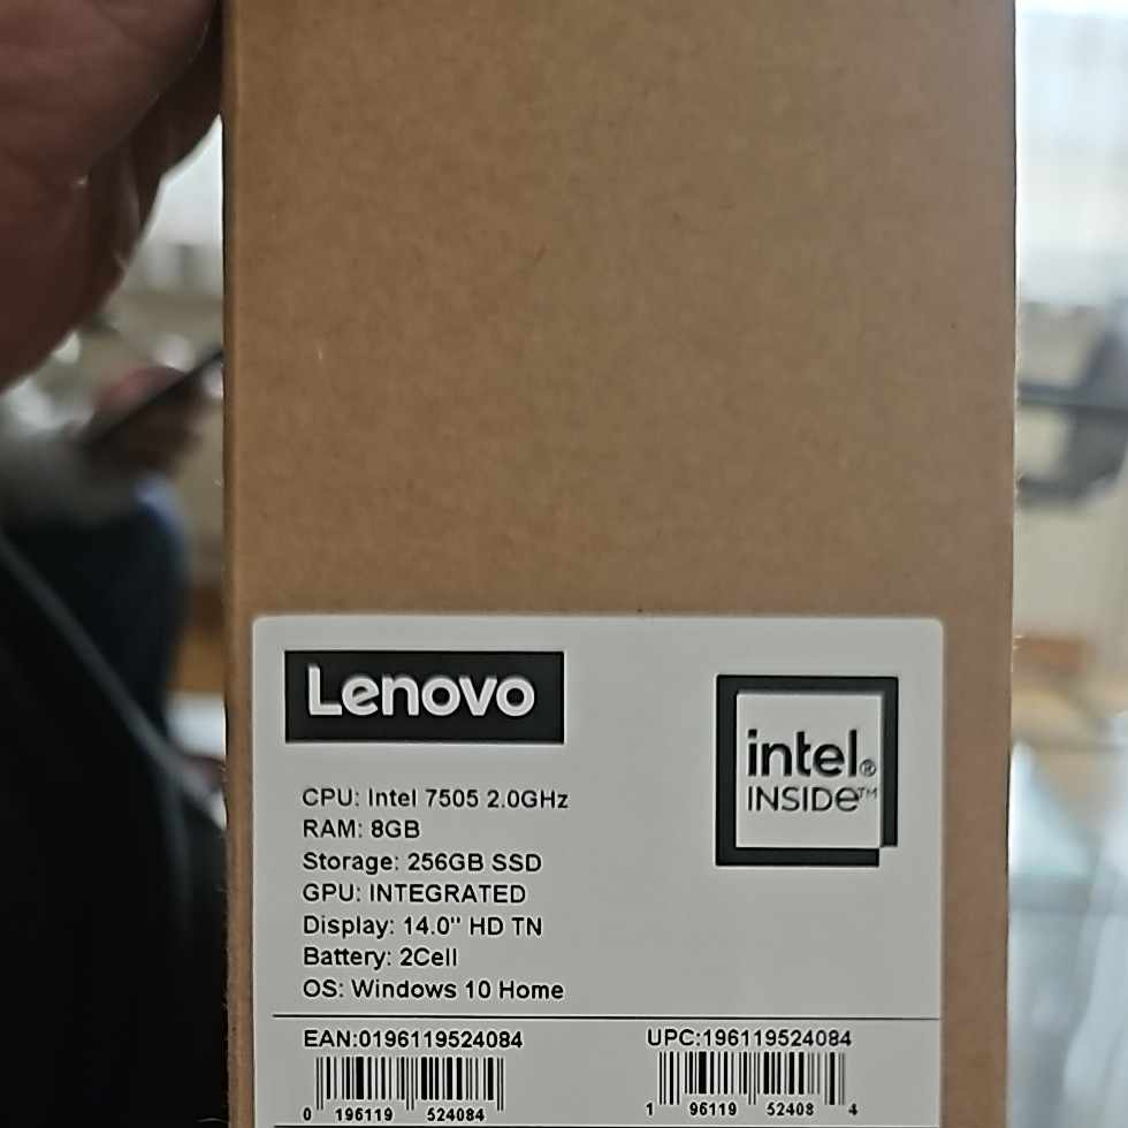 Lenovo
intel®
INSIDe™
CPU: Intel 7505 2.0GHz
RAM: 8GB
Storage: 256GB SSD
GPU: INTEGRATED
Display: 14.0" HD TN
Battery: 2Cell
OS: Windows 10 Home
EAN:0196119524084
UPC:196119524084
0 196119 524084
1 96119 52408 4